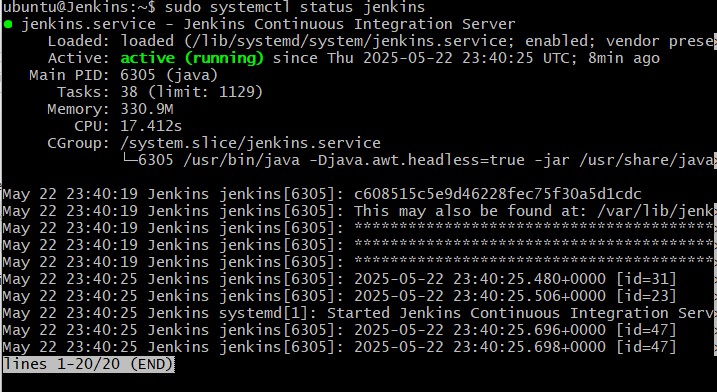 ubuntu@Jenkins:~$ sudo systemctl status jenkins
● jenkins.service - Jenkins Continuous Integration Server
     Loaded: loaded (/lib/systemd/system/jenkins.service; enabled; vendor prese>
     Active: active (running) since Thu 2025-05-22 23:40:25 UTC; 8min ago
   Main PID: 6305 (java)
      Tasks: 38 (limit: 1129)
     Memory: 330.9M
        CPU: 17.412s
     CGroup: /system.slice/jenkins.service
             └─6305 /usr/bin/java -Djava.awt.headless=true -jar /usr/share/java>
May 22 23:40:19 Jenkins jenkins[6305]: c608515c5e9d46228fec75f30a5d1cdc
May 22 23:40:19 Jenkins jenkins[6305]: This may also be found at: /var/lib/jenk>
May 22 23:40:19 Jenkins jenkins[6305]: ****************************************>
May 22 23:40:19 Jenkins jenkins[6305]: ****************************************>
May 22 23:40:19 Jenkins jenkins[6305]: ****************************************>
May 22 23:40:25 Jenkins jenkins[6305]: 2025-05-22 23:40:25.480+0000 [id=31]
May 22 23:40:25 Jenkins jenkins[6305]: 2025-05-22 23:40:25.506+0000 [id=23]
May 22 23:40:25 Jenkins systemd[1]: Started Jenkins Continuous Integration Serv>
May 22 23:40:25 Jenkins jenkins[6305]: 2025-05-22 23:40:25.696+0000 [id=47]
May 22 23:40:25 Jenkins jenkins[6305]: 2025-05-22 23:40:25.698+0000 [id=47]
lines 1-20/20 (END)